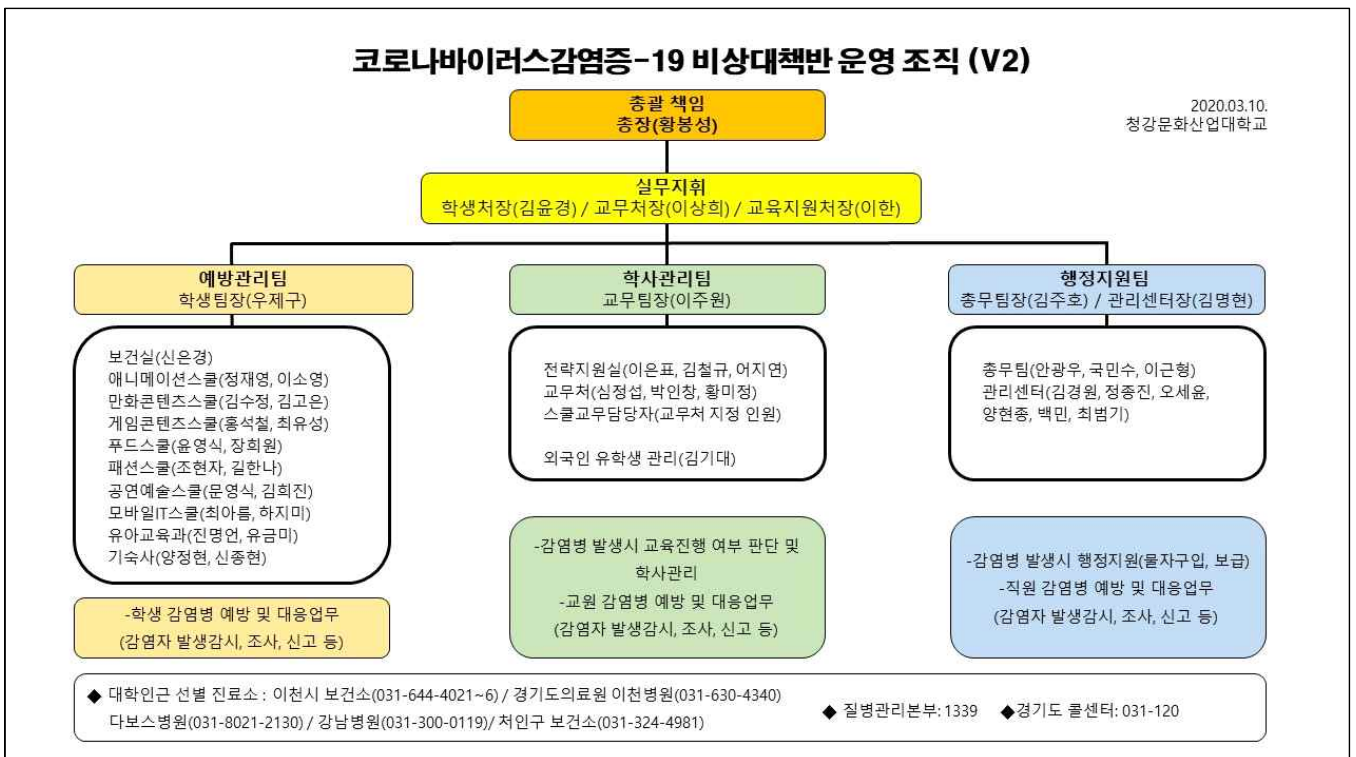 코로나바이러스감염증-19 비상대책반 운영 조직 (V2)
2020.03.10.
청강문화산업대학교
총괄 책임
총장(황봉성)
실무지휘
학생처장(김윤경) / 교무처장(이상희) / 교육지원처장(이한)
예방관리팀
학생팀장(우제구)
보건실(신은경)
애니메이션스쿨(정재영, 이소영)
만화콘텐츠스쿨(김수정, 김고은)
게임콘텐츠스쿨(홍석철, 최유성)
푸드스쿨(윤영식, 장희원)
패션스쿨(조현자, 길한나)
공연예술스쿨(문영식, 김희진)
모바일IT스쿨(최아름, 하지미)
유아교육과(진명언, 유금미)
기숙사(양정현, 신종현)
-학생 감염병 예방 및 대응업무
(감염자 발생감시, 조사, 신고 등)
학사관리팀
교무팀장(이주원)
전략지원실(이은표, 김철규, 어지연)
교무처(심정섭, 박인창, 황미정)
스쿨교무담당자(교무처 지정 인원)
외국인 유학생 관리(김기대)
-감염병 발생시 교육진행 여부 판단 및
학사관리
-교원 감염병 예방 및 대응업무
(감염자 발생감시, 조사, 신고 등)
행정지원팀
총무팀장(김주호) / 관리센터장(김명현)
총무팀(안광우, 국민수, 이근형)
관리센터(김경원, 정종진, 오세윤,
양현종, 백민, 최범기)
-감염병 발생시 행정지원(물자구입, 보급)
-직원 감염병 예방 및 대응업무
(감염자 발생감시, 조사, 신고 등)
◆ 대학인근 선별 진료소 : 이천시 보건소(031-644-4021~6) / 경기도의료원 이천병원(031-630-4340)
다보스병원(031-8021-2130) / 강남병원(031-300-0119)/ 처인구 보건소(031-324-4981)
◆ 질병관리본부: 1339 ◆경기도 콜센터: 031-120